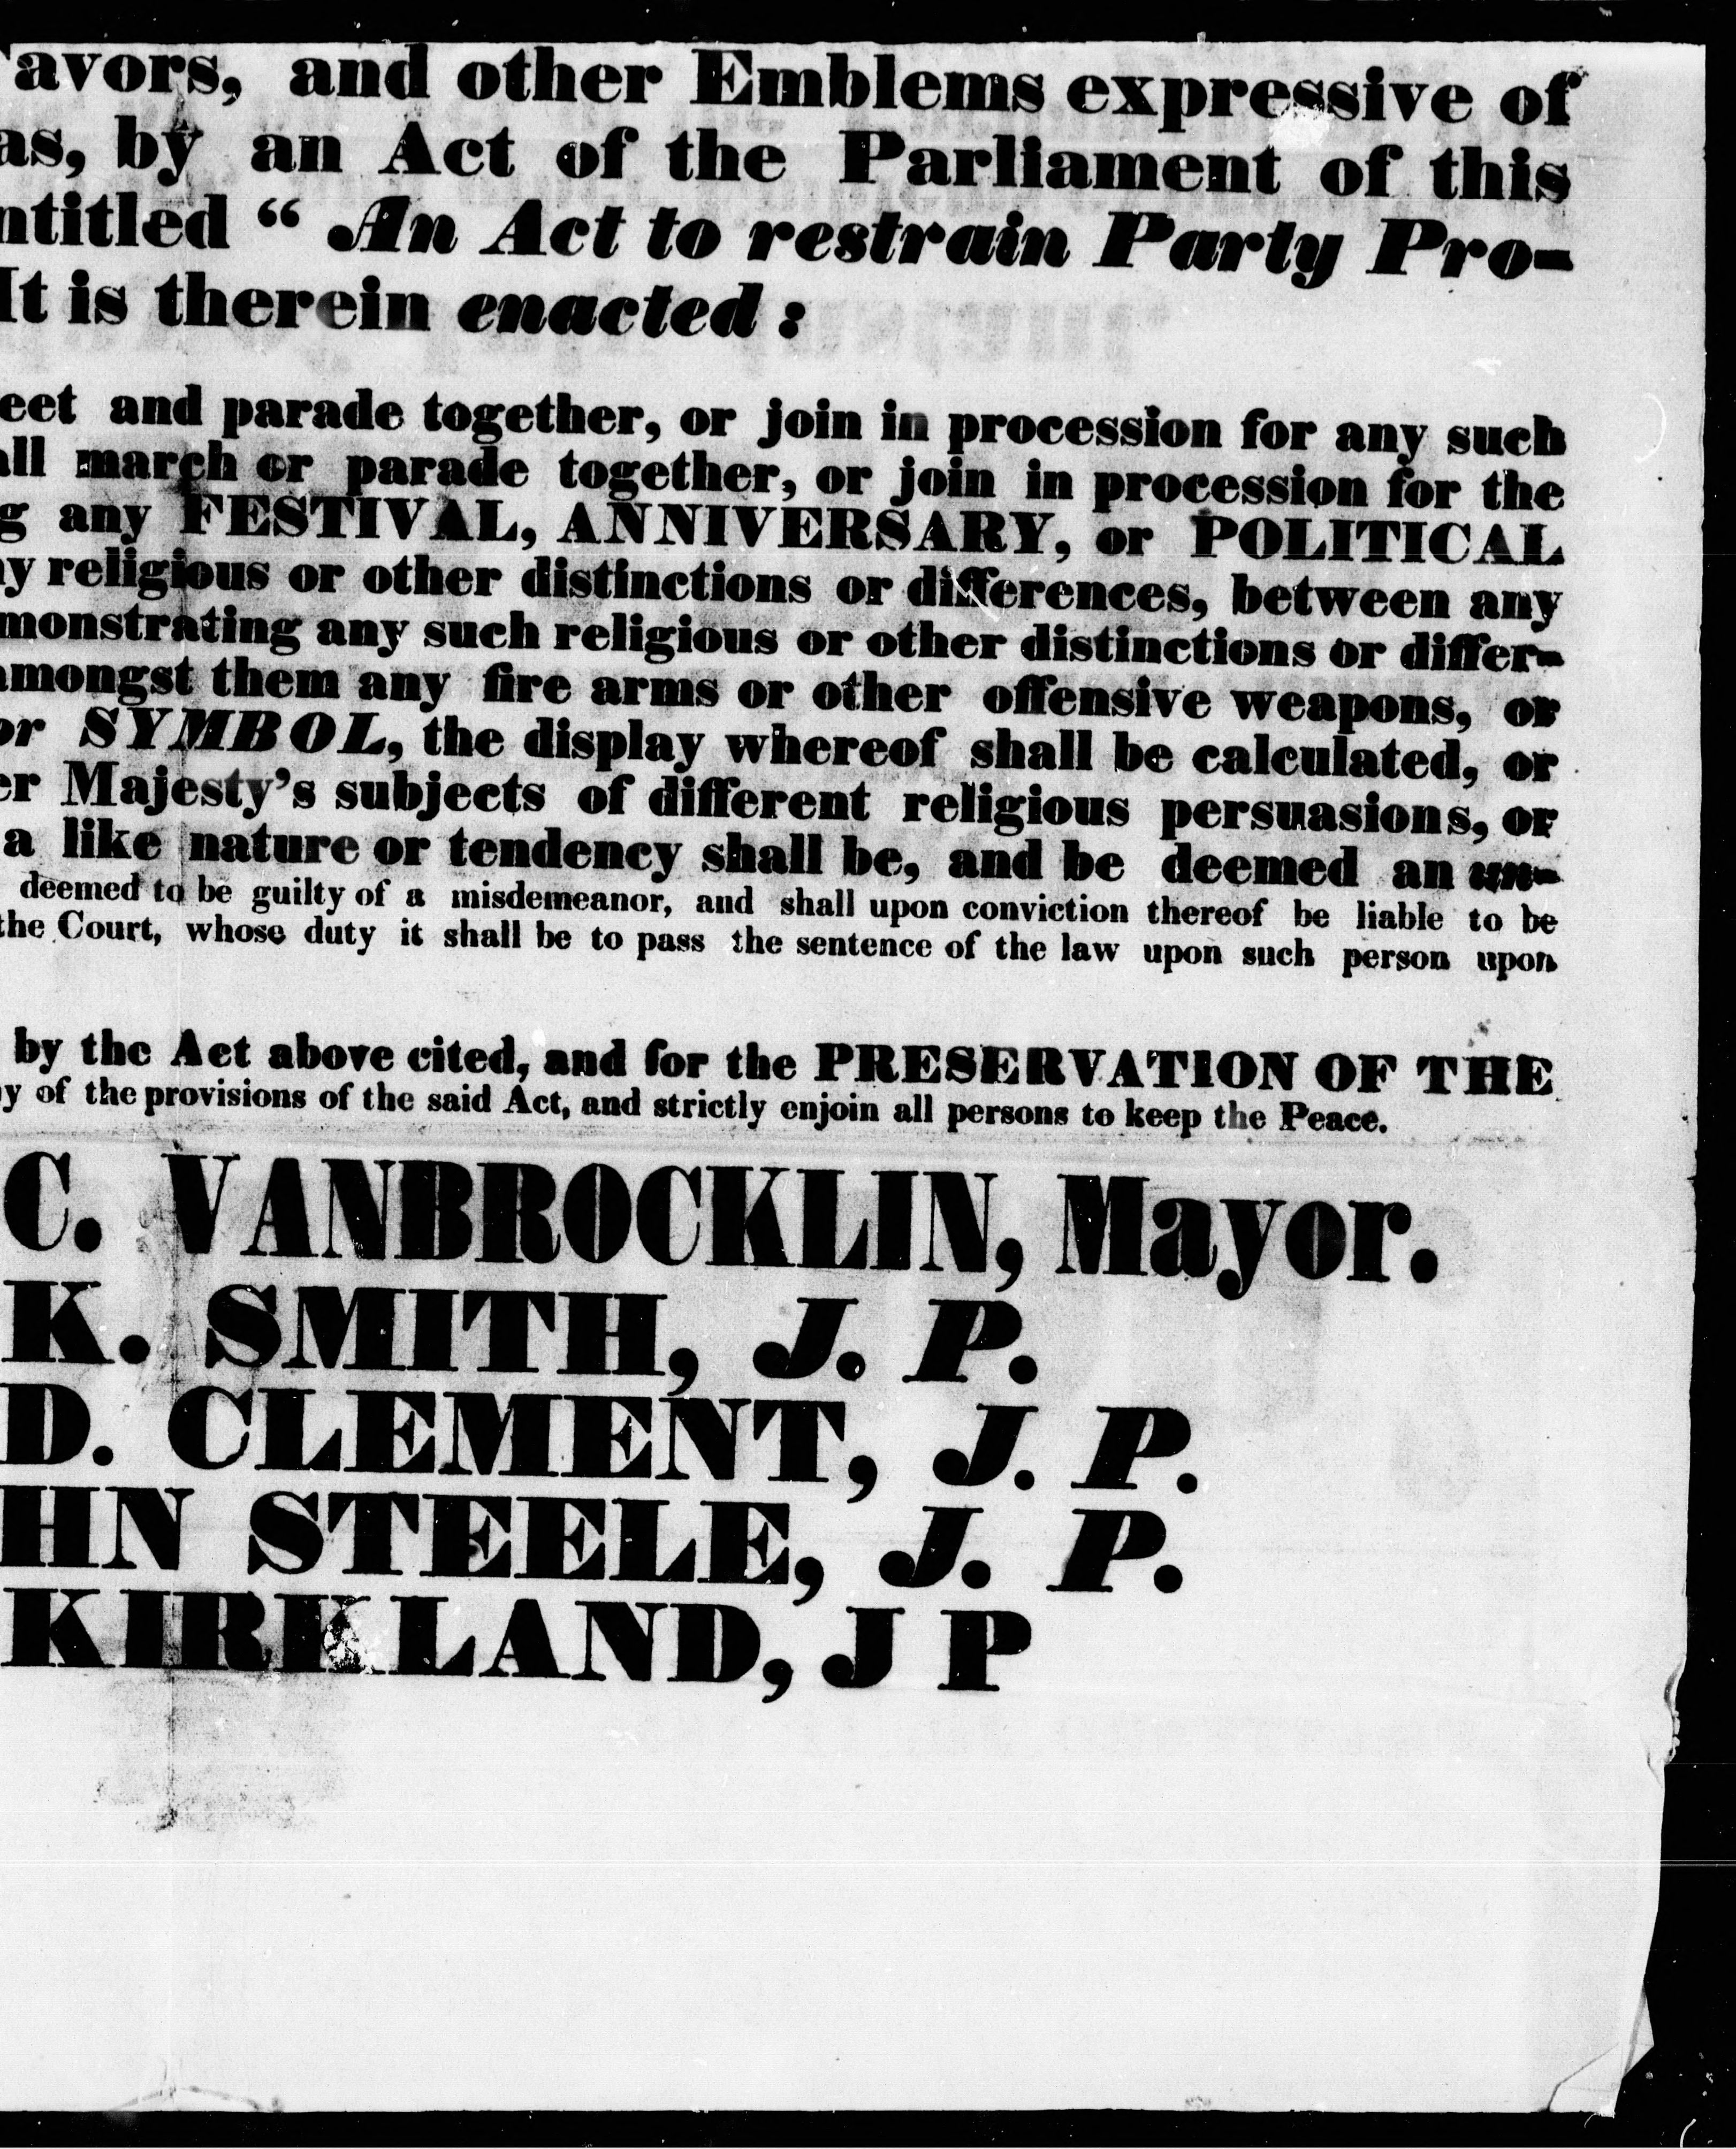 avors, and other Emblems expressive of
as, by an Act of the Parliament of this
ntitled “ An Act to restrain Party Pro-
It is therein enacted :
eet and parade together, or join in procession for any such
all march or parade together, or join in procession for the
g any FESTIVAL, ANNIVERSARY, or POLITICAL
y religious or other distinctions or differences, between any
monstrating any such religious or other distinctions or differ-
amongst them any fire arms or other offensive weapons, or
or SYMBOL, the display whereof shall be calculated, or
er Majesty’s subjects of different religious persuasions, or
a like nature or tendency shall be, and be deemed an un-
deemed to be guilty of a misdemeanor, and shall upon conviction thereof be liable to be
the Court, whose duty it shall be to pass the sentence of the law upon such person upon
by the Act above cited, and for the PRESERVATION OF THE
y of the provisions of the said Act, and strictly enjoin all persons to keep the Peace.
C. VANBROCKLIN, Mayor.
K. SMITH, J. P.
D. CLEMENT, J. P.
HN STEELE, J. P.
KIRKLAND, J P